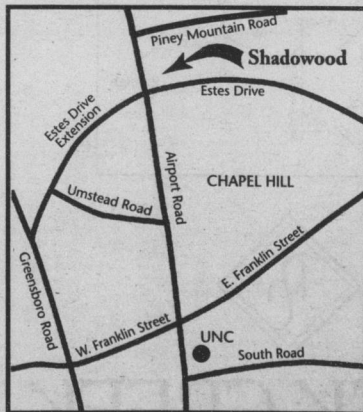 Piney Mountain Road
Shadowood
Estes Drive
Estes Drive
Extension
Airport Road
CHAPEL HILL
Umstead Road
Greensboro Road
E. Franklin Street
W. Franklin Street
UNC
South Road